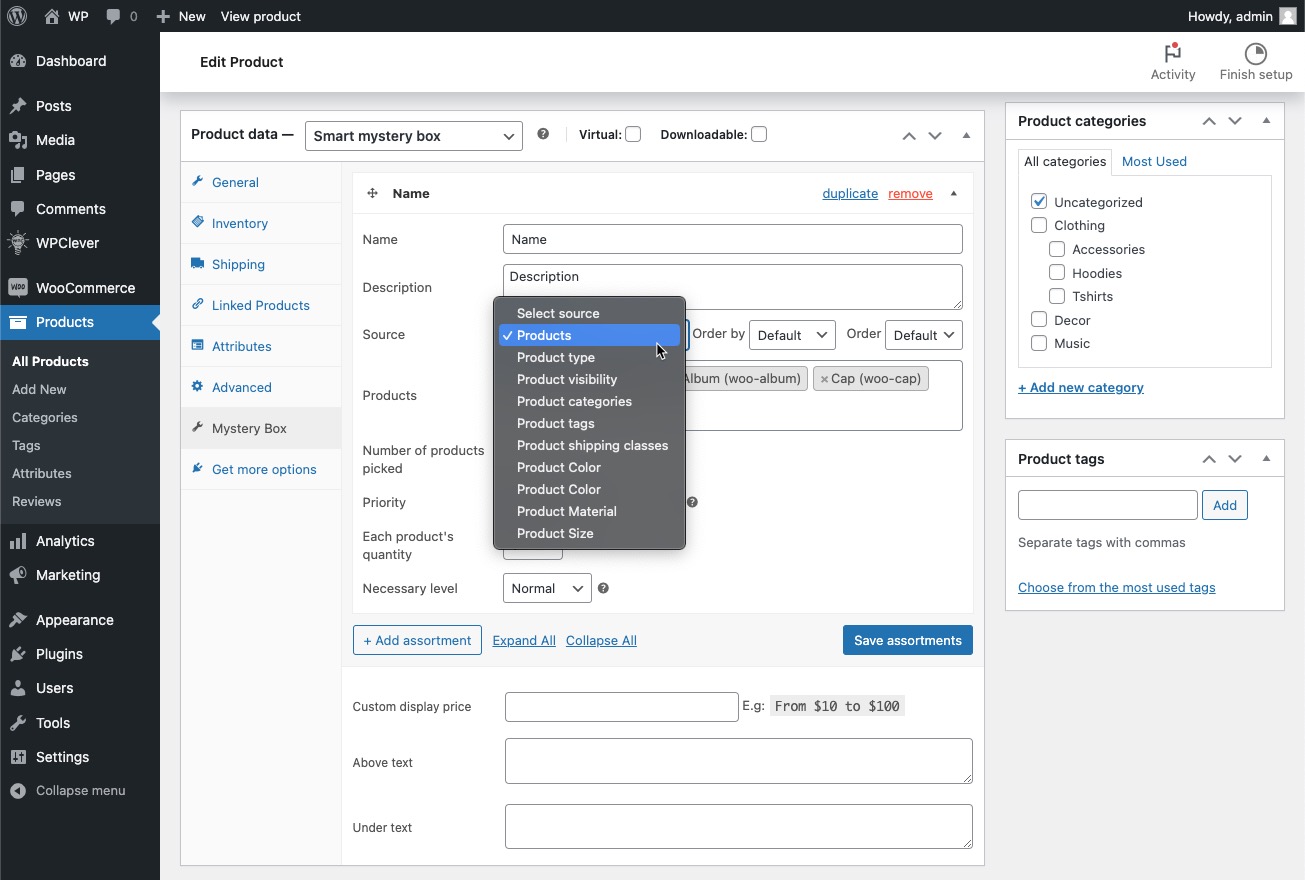 WP 0 New View product Howdy, admin
Dashboard
Posts
Media
Pages
Comments
WPClever
WooCommerce
Products
All Products
Add New
Categories
Tags
Attributes
Reviews
Analytics
Marketing
Appearance
Plugins
Users
Tools
Settings
Collapse menu
Edit Product
Activity
Finish setup
Product data — Smart mystery box Virtual: Downloadable:
General
Inventory
Shipping
Linked Products
Attributes
Advanced
Mystery Box
Get more options
Name duplicate remove
Name Name
Description Description
Source Order by Default Order Default
Select source
✓ Products
Product type
Product visibility
Product categories
Product tags
Product shipping classes
Product Color
Product Color
Product Material
Product Size
Products Album (woo-album) × Cap (woo-cap)
Number of products
picked
Priority
Each product's
quantity
Necessary level Normal
+ Add assortment Expand All Collapse All Save assortments
Custom display price E.g: From $10 to $100
Above text
Under text
Product categories
All categories Most Used
Uncategorized
Clothing
Accessories
Hoodies
Tshirts
Decor
Music
+ Add new category
Product tags
Add
Separate tags with commas
Choose from the most used tags